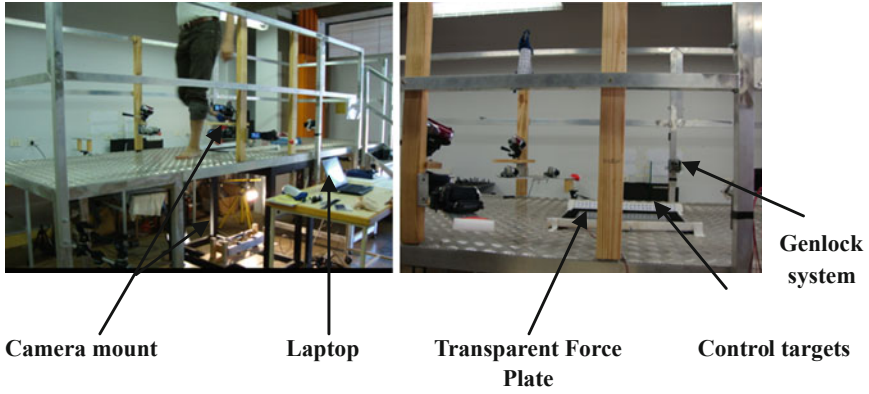 Genlock
system
Camera mount
Laptop
Transparent Force
Plate
Control targets